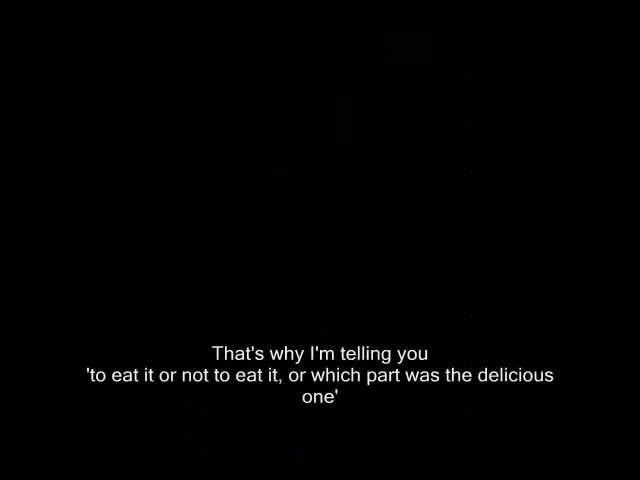 That's why I'm telling you
'to eat it or not to eat it, or which part was the delicious
one'